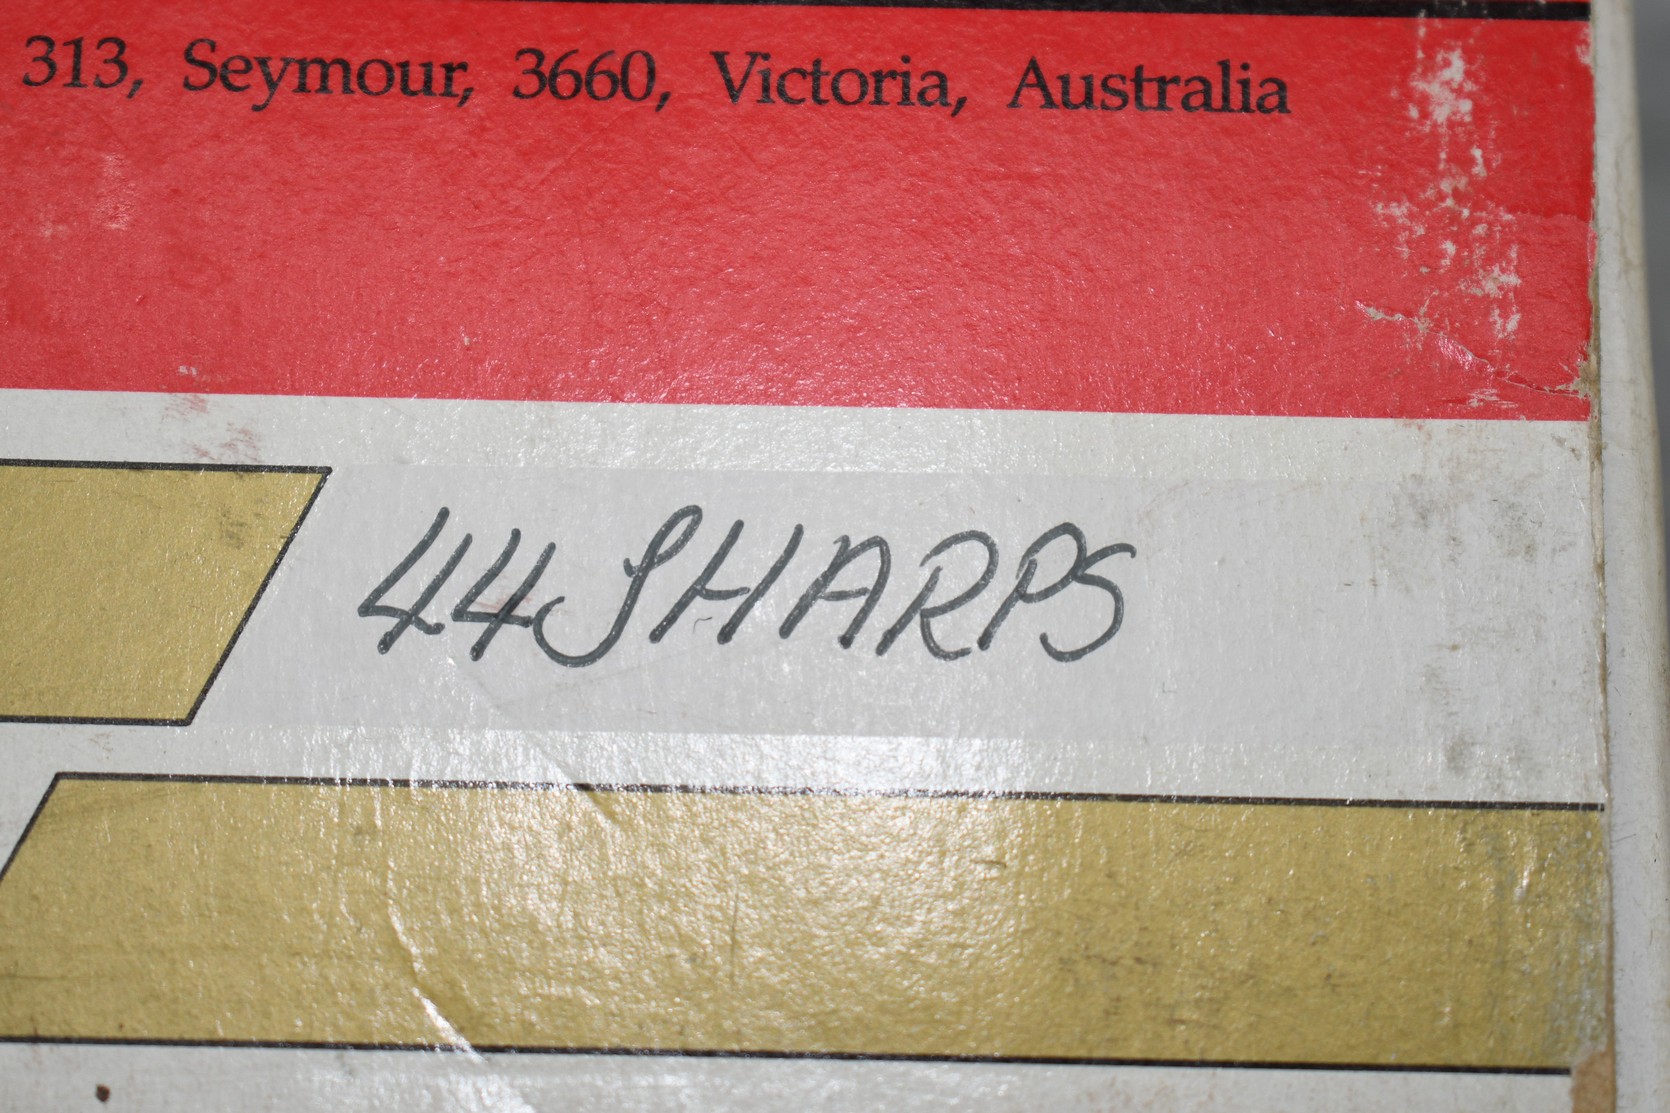 313, Seymour, 3660, Victoria, Australia
44 SHARPS